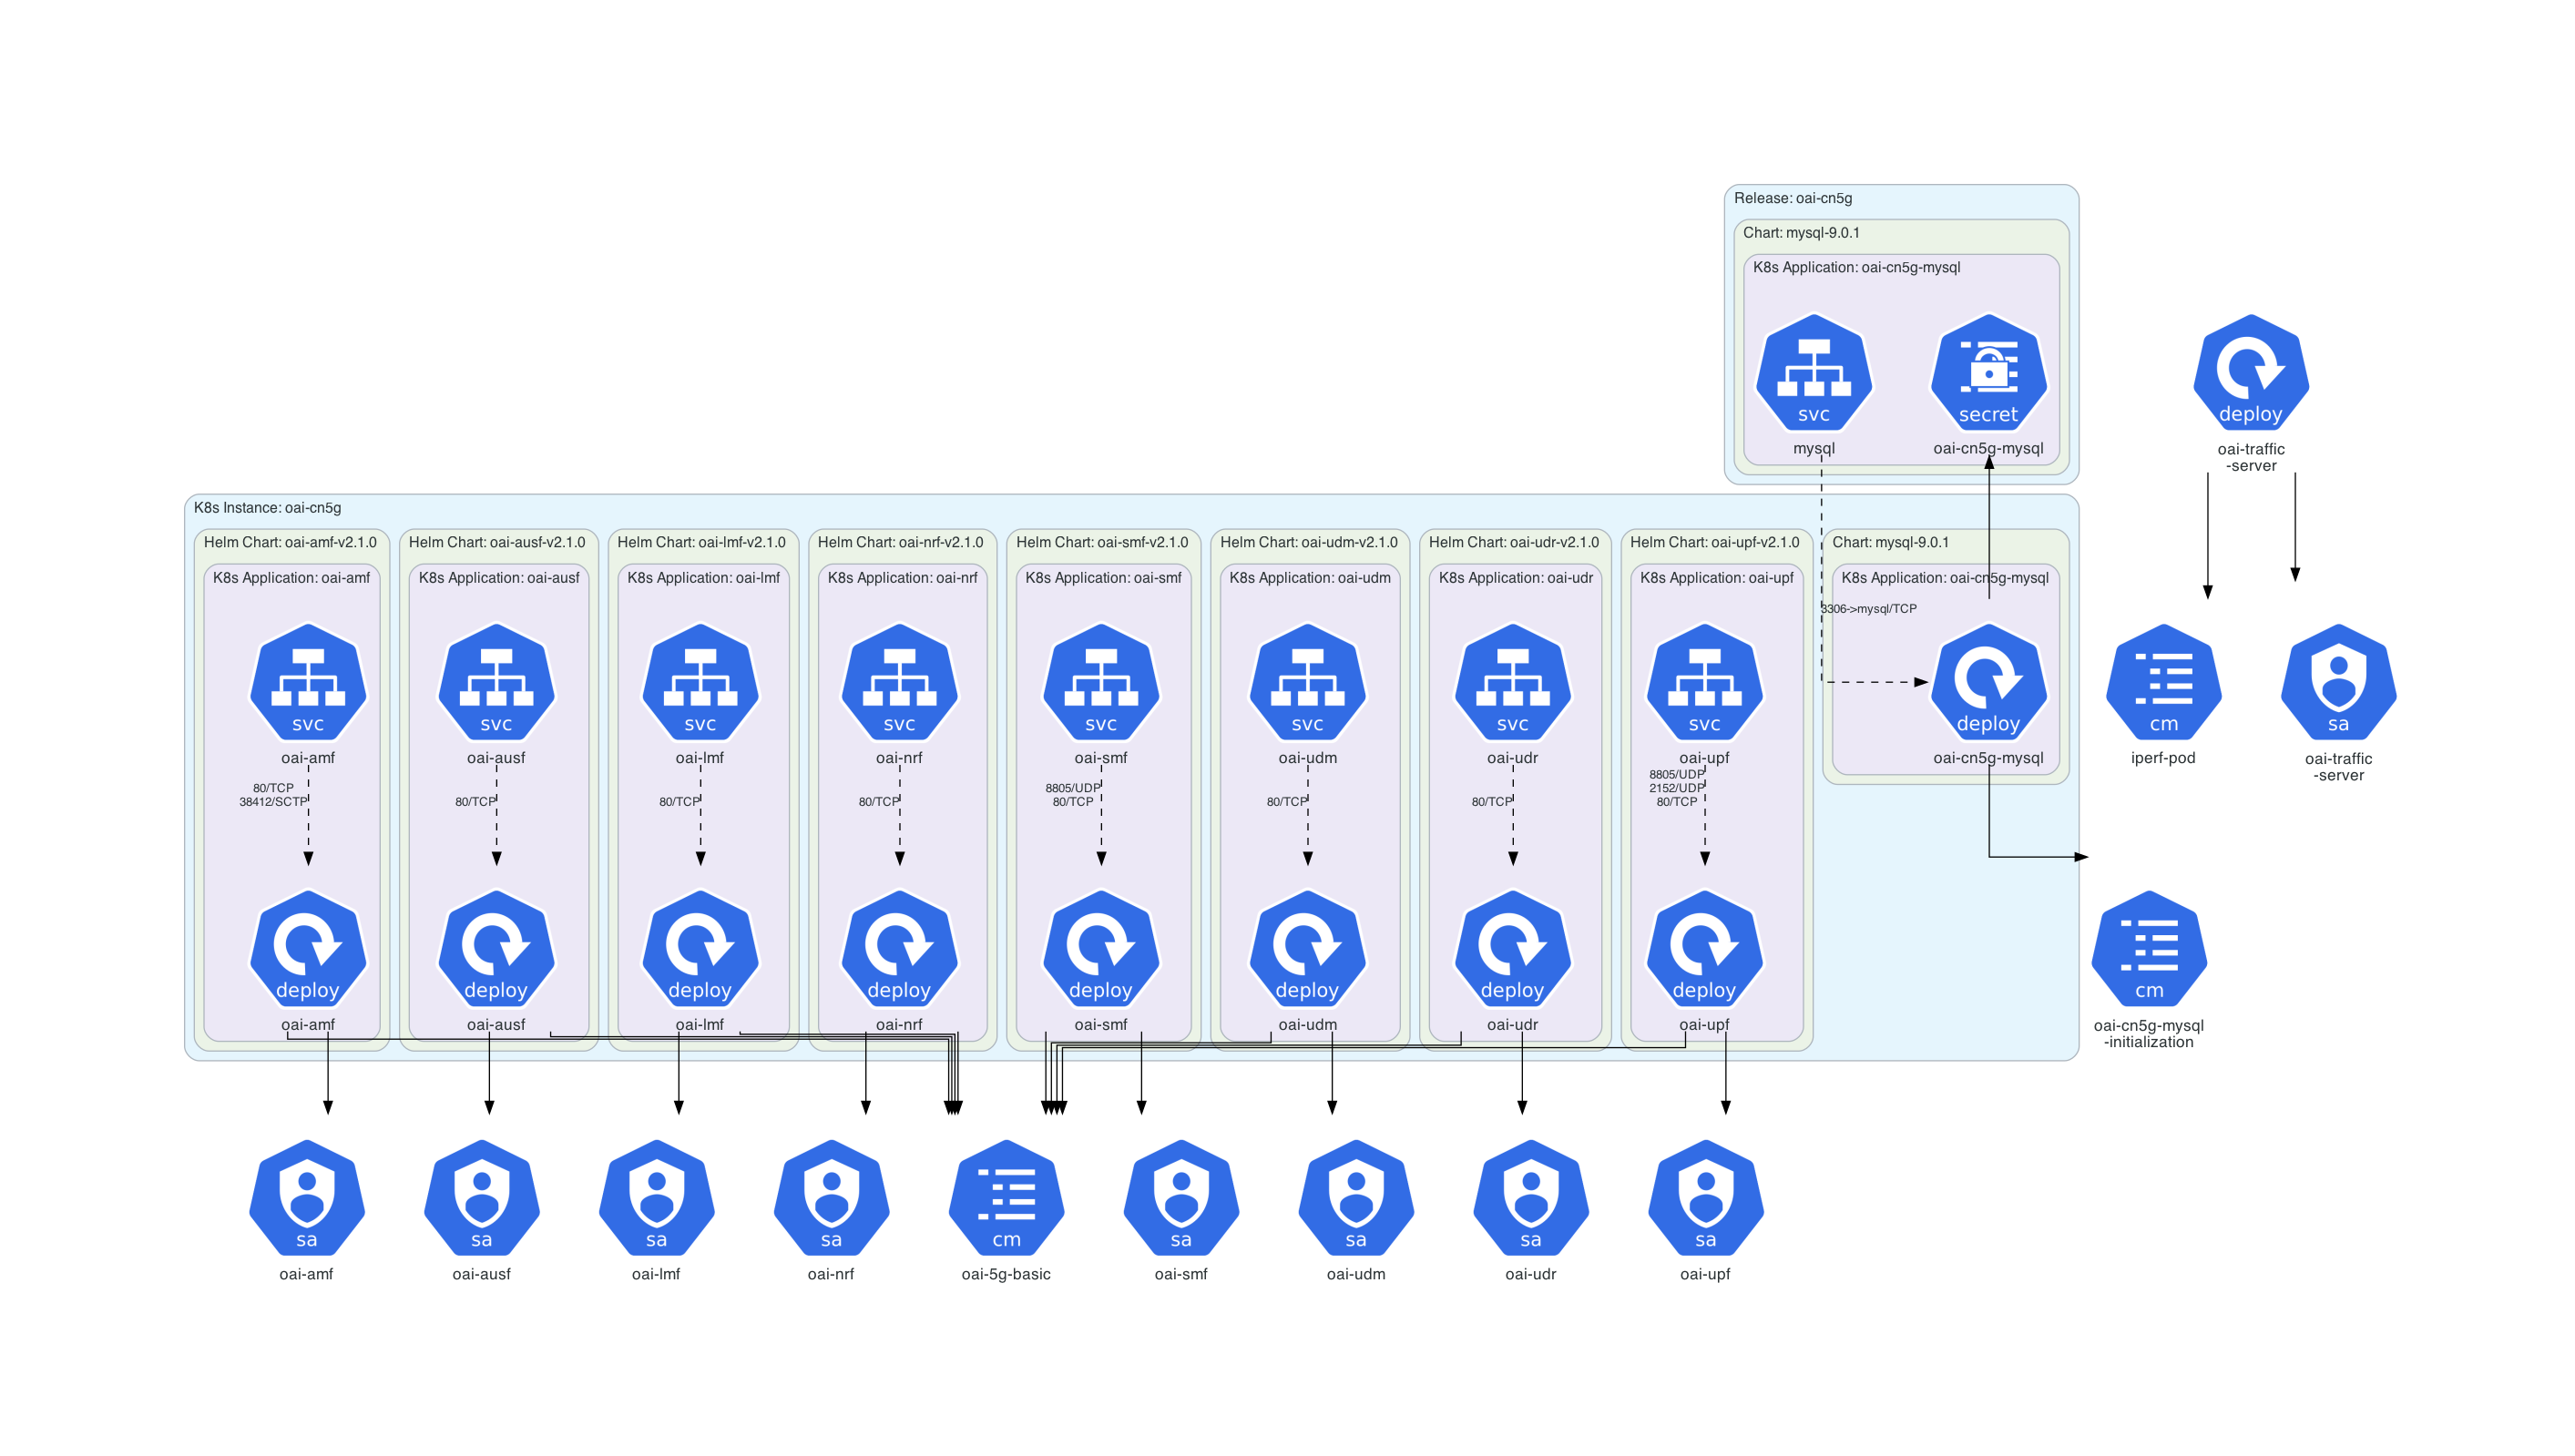 Release: oai-cn5g
Chart: mysql-9.0.1
K8s Application: oai-cn5g-mysql
svc
mysql
secret
oai-cn5g-mysql
deploy
oai-traffic
-server
K8s Instance: oai-cn5g
Helm Chart: oai-amf-v2.1.0
K8s Application: oai-amf
svc
oai-amf
80/TCP
38412/SCTP
deploy
oai-amf
Helm Chart: oai-ausf-v2.1.0
K8s Application: oai-ausf
svc
oai-ausf
80/TCP
deploy
oai-ausf
Helm Chart: oai-lmf-v2.1.0
K8s Application: oai-lmf
svc
oai-lmf
80/TCP
deploy
oai-lmf
Helm Chart: oai-nrf-v2.1.0
K8s Application: oai-nrf
svc
oai-nrf
80/TCP
deploy
oai-nrf
Helm Chart: oai-smf-v2.1.0
K8s Application: oai-smf
svc
oai-smf
8805/UDP
80/TCP
deploy
oai-smf
Helm Chart: oai-udm-v2.1.0
K8s Application: oai-udm
svc
oai-udm
80/TCP
deploy
oai-udm
Helm Chart: oai-udr-v2.1.0
K8s Application: oai-udr
svc
oai-udr
80/TCP
deploy
oai-udr
Helm Chart: oai-upf-v2.1.0
K8s Application: oai-upf
svc
oai-upf
8805/UDP
2152/UDP
80/TCP
deploy
oai-upf
Chart: mysql-9.0.1
K8s Application: oai-cn5g-mysql
3306->mysql/TCP
deploy
oai-cn5g-mysql
cm
iperf-pod
sa
oai-traffic
-server
cm
oai-cn5g-mysql
-initialization
sa
oai-amf
sa
oai-ausf
sa
oai-lmf
sa
oai-nrf
cm
oai-5g-basic
sa
oai-smf
sa
oai-udm
sa
oai-udr
sa
oai-upf